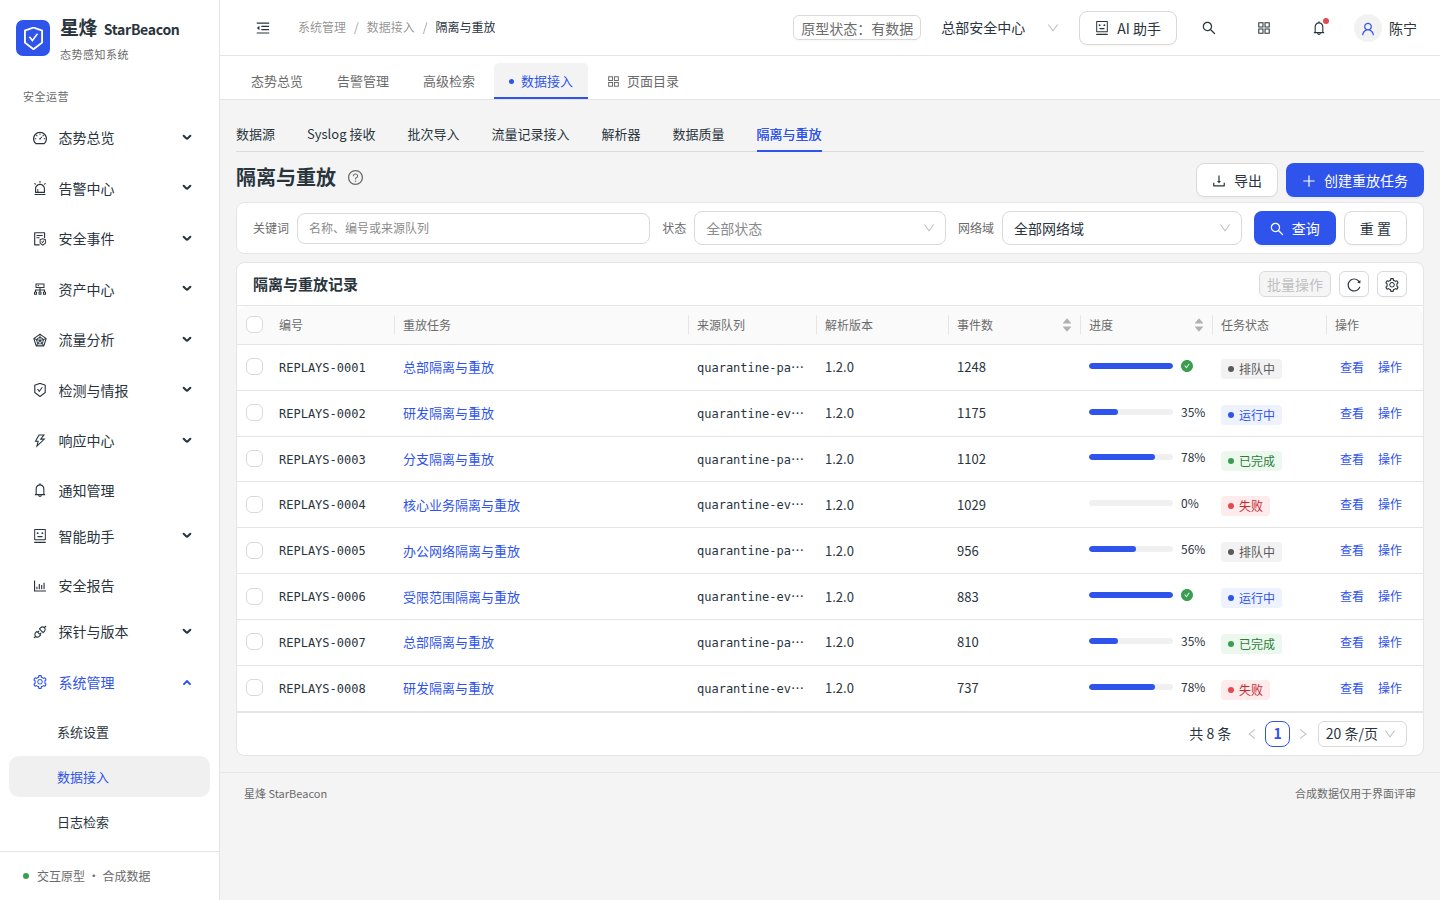 星烽 StarBeacon
态势感知系统
安全运营
态势总览
告警中心
安全事件
资产中心
流量分析
检测与情报
响应中心
通知管理
智能助手
安全报告
探针与版本
系统管理
系统设置
数据接入
日志检索
交互原型 · 合成数据
系统管理 / 数据接入 / 隔离与重放
原型状态：有数据
总部安全中心
AI 助手
陈宁
态势总览 告警管理 高级检索 数据接入 页面目录
数据源 Syslog 接收 批次导入 流量记录接入 解析器 数据质量 隔离与重放
隔离与重放
导出
创建重放任务
关键词 名称、编号或来源队列 状态 全部状态 网络域 全部网络域 查询 重 置
隔离与重放记录
批量操作
编号 重放任务 来源队列 解析版本 事件数 进度 任务状态 操作
REPLAYS-0001 总部隔离与重放 quarantine-pa··· 1.2.0 1248 排队中 查看 操作
REPLAYS-0002 研发隔离与重放 quarantine-ev··· 1.2.0 1175 35% 运行中 查看 操作
REPLAYS-0003 分支隔离与重放 quarantine-pa··· 1.2.0 1102 78% 已完成 查看 操作
REPLAYS-0004 核心业务隔离与重放 quarantine-ev··· 1.2.0 1029 0% 失败 查看 操作
REPLAYS-0005 办公网络隔离与重放 quarantine-pa··· 1.2.0 956 56% 排队中 查看 操作
REPLAYS-0006 受限范围隔离与重放 quarantine-ev··· 1.2.0 883 运行中 查看 操作
REPLAYS-0007 总部隔离与重放 quarantine-pa··· 1.2.0 810 35% 已完成 查看 操作
REPLAYS-0008 研发隔离与重放 quarantine-ev··· 1.2.0 737 78% 失败 查看 操作
共 8 条 1 20 条/页
星烽 StarBeacon
合成数据仅用于界面评审